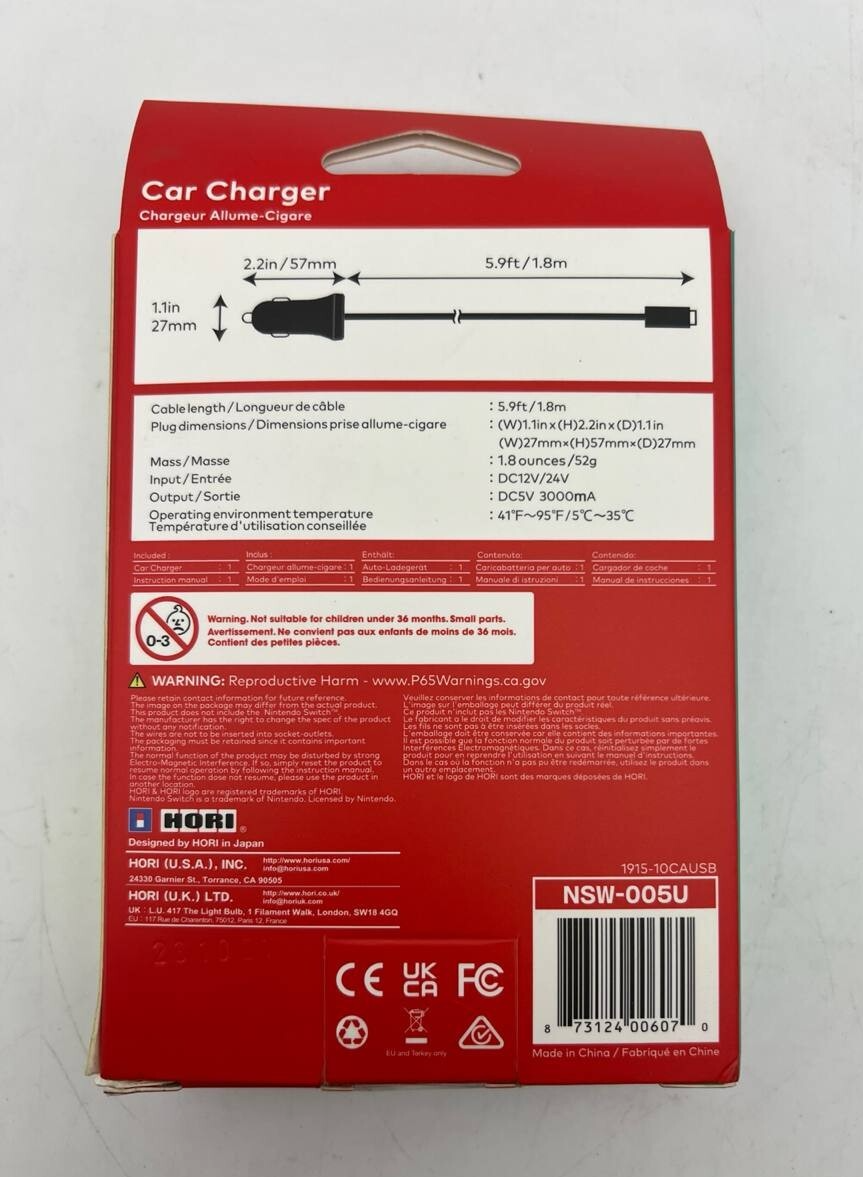 Car Charger
Chargeur Allume-Cigare
2.2in/57mm
5.9ft/1.8m
1.1in
27mm
Cable length/Longueur de câble : 5.9ft/1.8m
Plug dimensions/Dimensions prise allume-cigare : (W)1.1in×(H)2.2in×(D)1.1in
(W)27mm×(H)57mm×(D)27mm
Mass/Masse : 1.8 ounces/52g
Input/Entrée : DC12V/24V
Output/Sortie : DC5V 3000mA
Operating environment temperature : 41°F~95°F/5℃~35℃
Température d'utilisation conseillée
Included :
Car Charger : 1
Instruction manual : 1
Inclus :
Chargeur allume-cigare : 1
Mode d'emploi : 1
Enthält:
Auto-Ladegerät : 1
Bedienungsanleitung : 1
Contenuto:
Caricabatteria per auto : 1
Manuale di istruzioni : 1
Contenido:
Cargador de coche : 1
Manual de instrucciones : 1
0-3
Warning. Not suitable for children under 36 months. Small parts.
Avertissement. Ne convient pas aux enfants de moins de 36 mois.
Contient des petites pièces.
WARNING: Reproductive Harm - www.P65Warnings.ca.gov
Please retain contact information for future reference.
The image on the package may differ from the actual product.
This product does not include the Nintendo Switch™.
The manufacturer has the right to change the spec of the product
without any notification.
The wires are not to be inserted into socket-outlets.
The packaging must be retained since it contains important
information.
The normal function of the product may be disturbed by strong
Electro-Magnetic Interference. If so, simply reset the product to
resume normal operation by following the instruction manual.
In case the function dose not resume, please use the product in
another location.
HORI & HORI logo are registered trademarks of HORI.
Nintendo Switch is a trademark of Nintendo. Licensed by Nintendo.
Veuillez conserver les informations de contact pour toute référence ultérieure.
L'image sur l'emballage peut différer du produit réel.
Ce produit n'inclut pas le Nintendo Switch™.
Le fabricant a le droit de modifier les caractéristiques du produit sans préavis.
Les fils ne sont pas à être insérées dans les socles.
L'emballage doit être conservée car elle contient des informations importantes.
Il est possible que la fonction normale du produit soit perturbée par de fortes
Interférences Électromagnétiques. Dans ce cas, réinitialisez simplement le
produit pour en reprendre l'utilisation en suivant le manuel d'instructions.
Dans le cas où la fonction n'a pas pu être redémarrée, utilisez le produit dans
un autre emplacement.
HORI et le logo de HORI sont des marques déposées de HORI.
HORI®
Designed by HORI in Japan
HORI (U.S.A.), INC. http://www.horiusa.com/
info@horiusa.com
24330 Garnier St., Torrance, CA 90505
HORI (U.K.) LTD. http://www.hori.co.uk/
info@horiuk.com
UK : L.U. 417 The Light Bulb, 1 Filament Walk, London, SW18 4GQ
EU : 117 Rue de Charenton, 75012, Paris 12, France
CE
UK
CA
FC
EU and Terkey only
1915-10CAUSB
NSW-005U
8 73124 00607 0
Made in China / Fabriqué en Chine